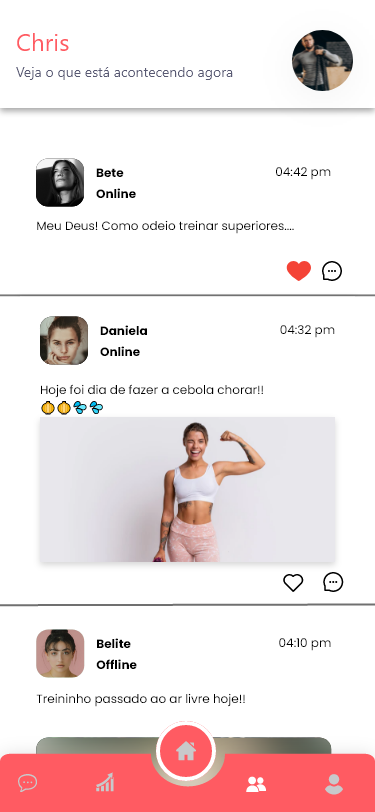 Chris
Veja o que está acontecendo agora
Bete
04:42 pm
Online
Meu Deus! Como odeio treinar superiores....
Daniela
04:32 pm
Online
Hoje foi dia de fazer a cebola chorar!!
Belite
04:10 pm
Offline
Treininho passado ao ar livre hoje!!